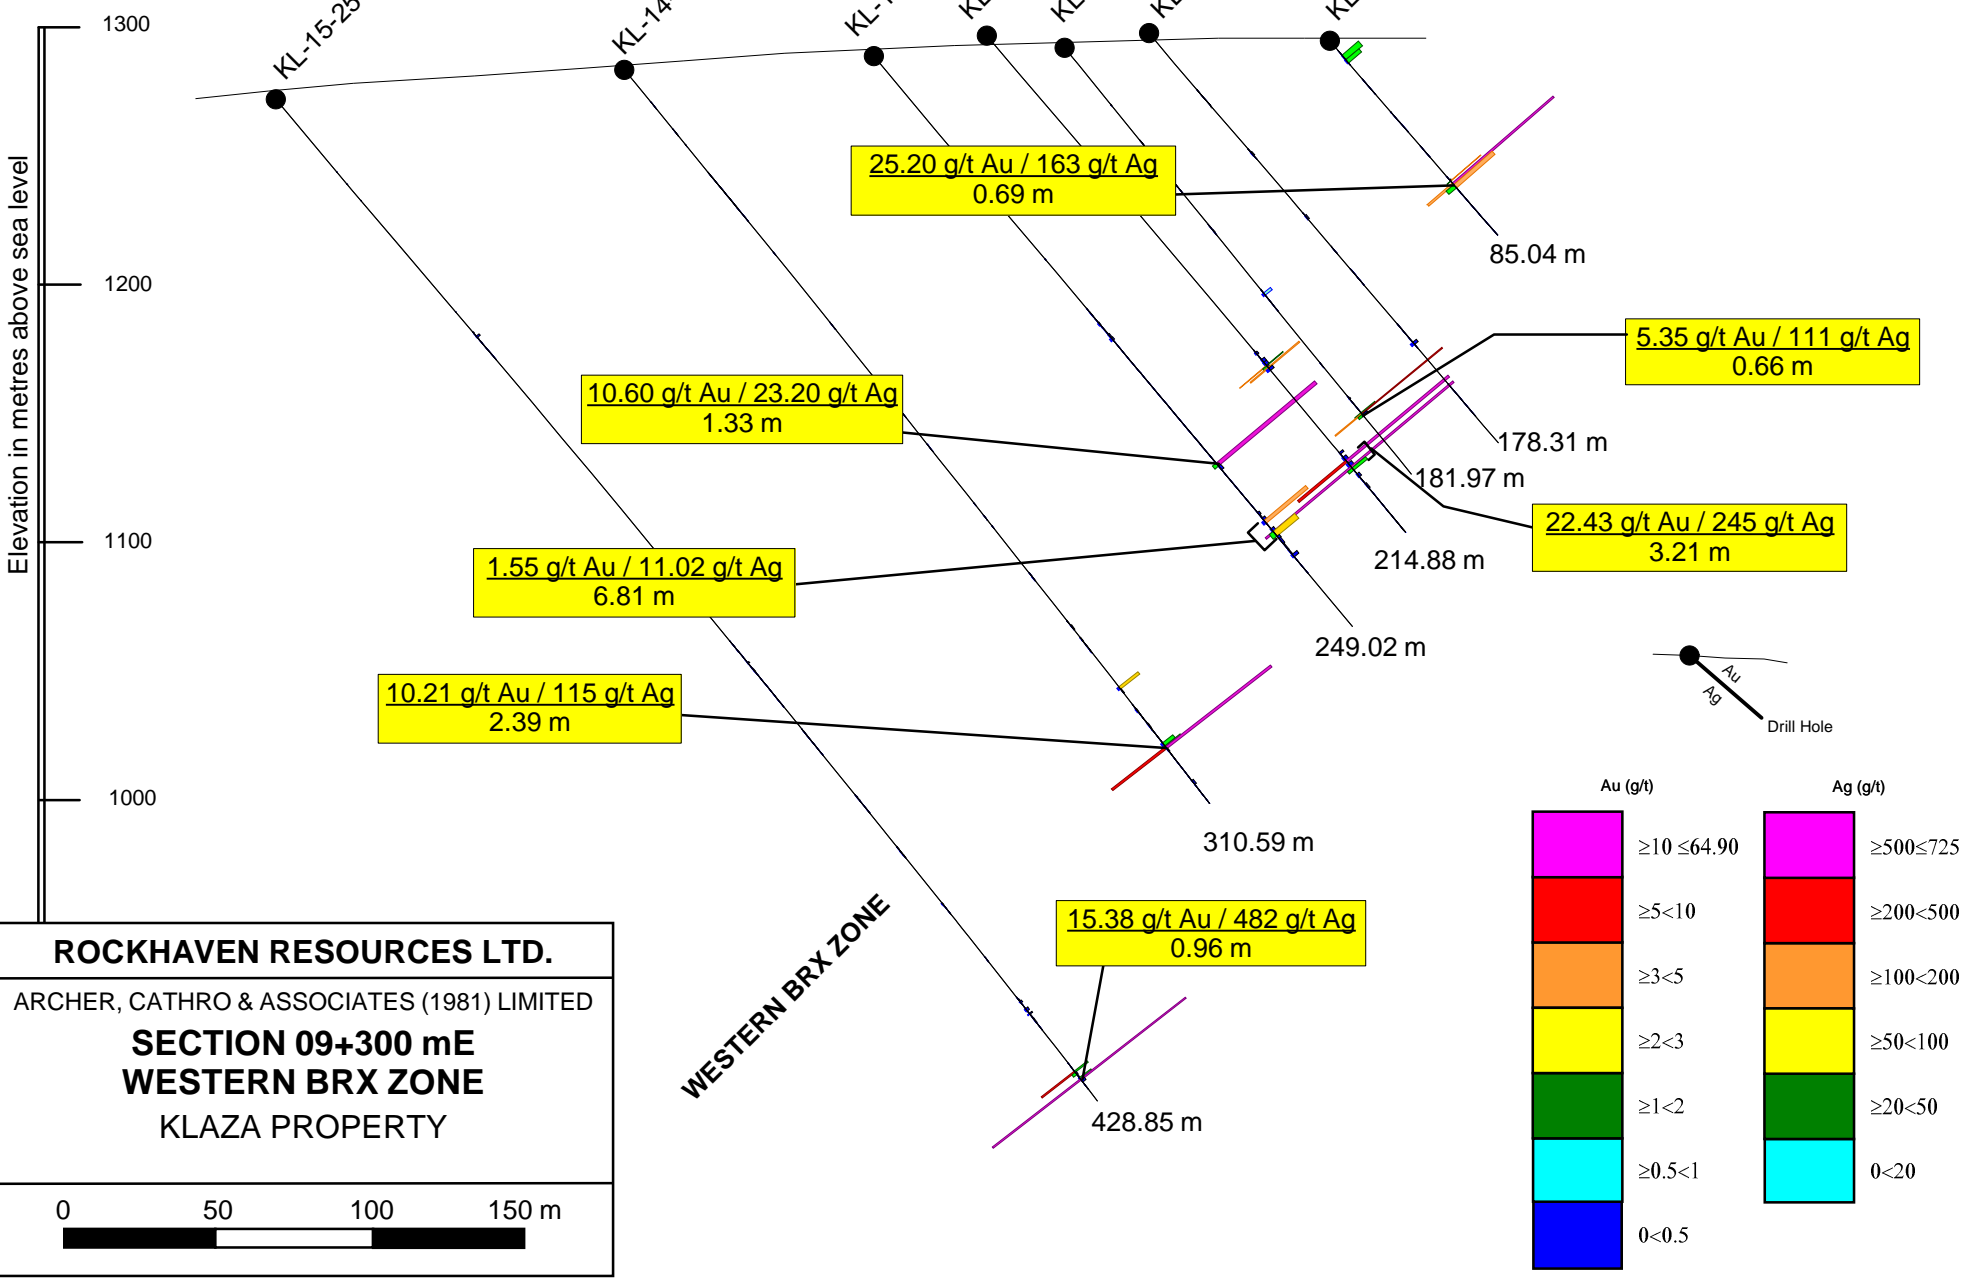 1300
KL-15-25
KL-14-
Elevation in metres above sea level
25.20 g/t Au / 163 g/t Ag
0.69 m
85.04 m
1200
5.35 g/t Au / 111 g/t Ag
0.66 m
10.60 g/t Au / 23.20 g/t Ag
1.33 m
178.31 m
181.97 m
22.43 g/t Au / 245 g/t Ag
3.21 m
1100
1.55 g/t Au / 11.02 g/t Ag
6.81 m
214.88 m
249.02 m
10.21 g/t Au / 115 g/t Ag
2.39 m
Au
Ag
Drill Hole
1000
310.59 m
15.38 g/t Au / 482 g/t Ag
0.96 m
WESTERN BRX ZONE
428.85 m
Au (g/t)
≥10 ≤64.90
≥5<10
≥3<5
≥2<3
≥1<2
≥0.5<1
0<0.5
Ag (g/t)
≥500≤725
≥200<500
≥100<200
≥50<100
≥20<50
0<20
ROCKHAVEN RESOURCES LTD.
ARCHER, CATHRO & ASSOCIATES (1981) LIMITED
SECTION 09+300 mE
WESTERN BRX ZONE
KLAZA PROPERTY
0 50 100 150 m